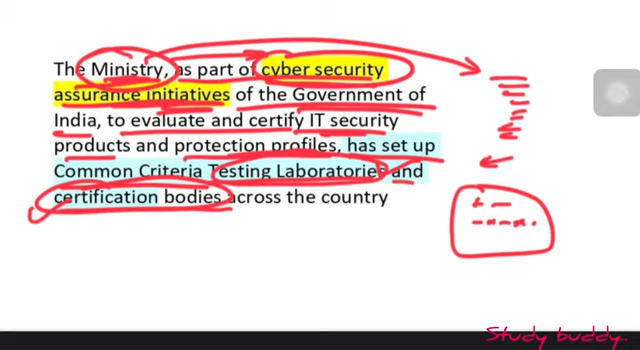 The Ministry, as part of cyber security
assurance initiatives of the Government of
India, to evaluate and certify IT security
products and protection profiles, has set up
Common Criteria Testing Laboratories and
certification bodies across the country
Study buddy..